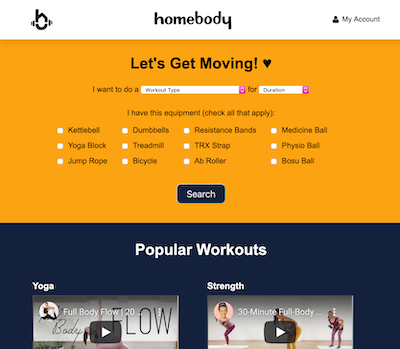 homebody
My Account
Let's Get Moving! ♥
I want to do a Workout Type for Duration
I have this equipment (check all that apply):
Kettlebell Dumbbells Resistance Bands Medicine Ball
Yoga Block Treadmill TRX Strap Physio Ball
Jump Rope Bicycle Ab Roller Bosu Ball
Search
Popular Workouts
Yoga Strength
Full Body Flow | 20 ... 30-Minute Full-Body ...
Body FLOW